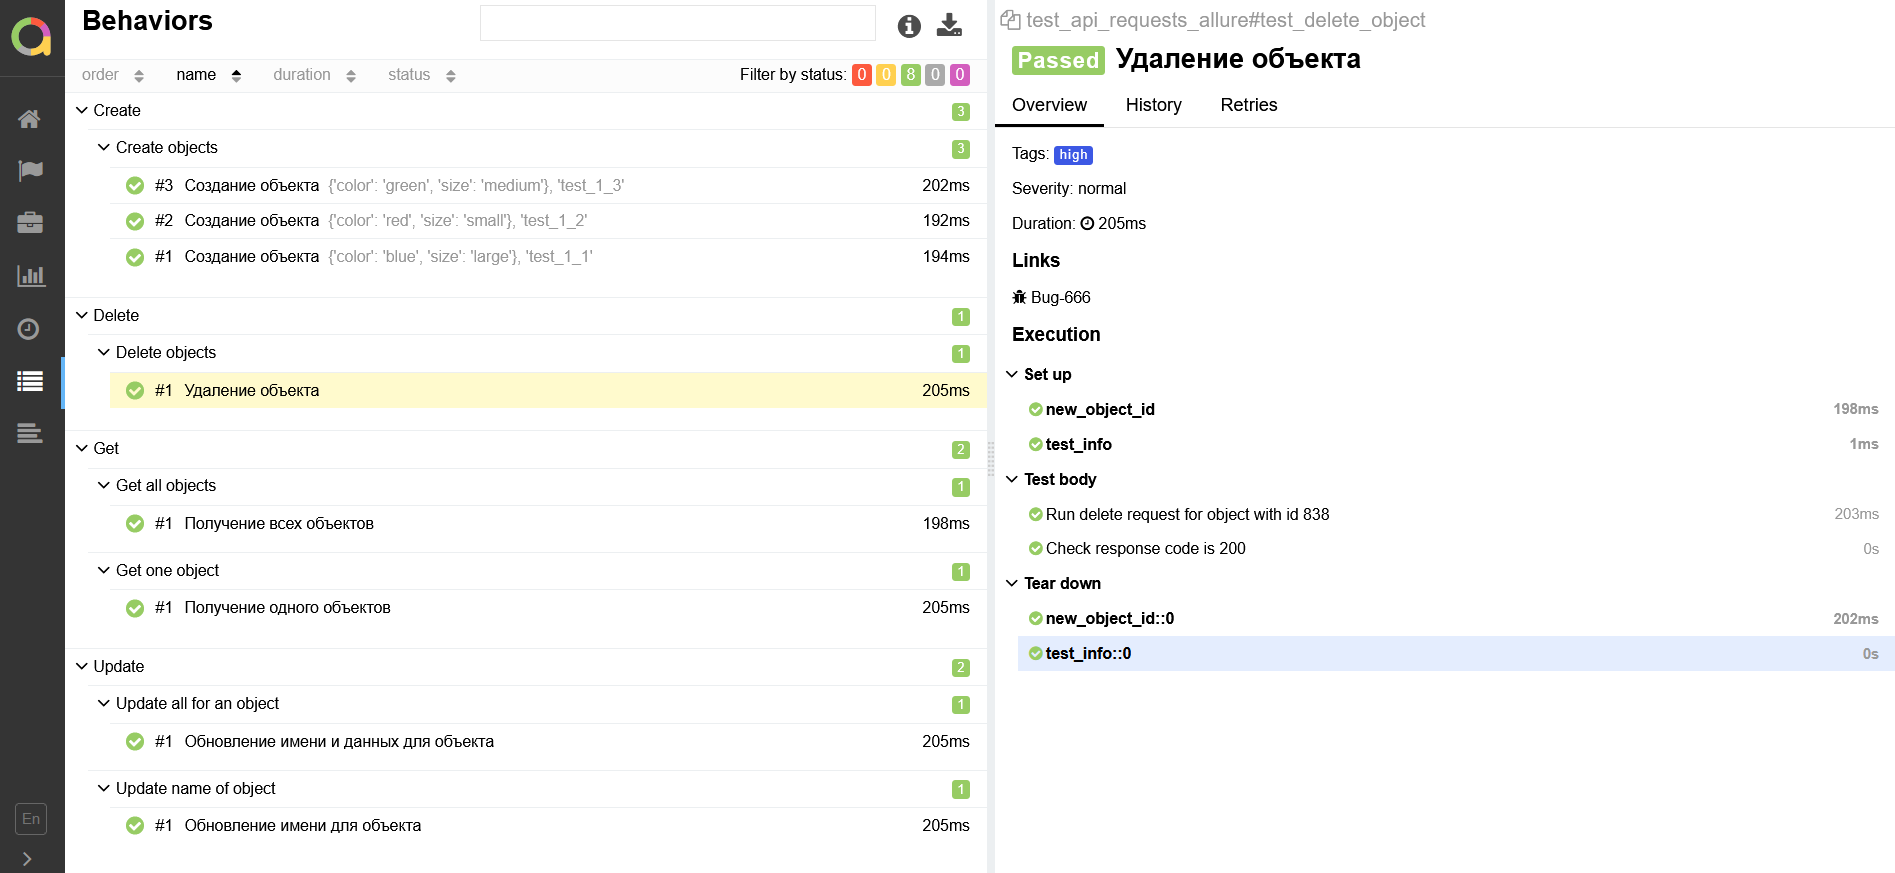 Behaviors
order name duration status Filter by status: 0 0 8 0 0
Create 3
Create objects 3
#3 Создание объекта {'color': 'green', 'size': 'medium'}, 'test_1_3' 202ms
#2 Создание объекта {'color': 'red', 'size': 'small'}, 'test_1_2' 192ms
#1 Создание объекта {'color': 'blue', 'size': 'large'}, 'test_1_1' 194ms
Delete 1
Delete objects 1
#1 Удаление объекта 205ms
Get 2
Get all objects 1
#1 Получение всех объектов 198ms
Get one object 1
#1 Получение одного объектов 205ms
Update 2
Update all for an object 1
#1 Обновление имени и данных для объекта 205ms
Update name of object 1
#1 Обновление имени для объекта 205ms
En
test_api_requests_allure#test_delete_object
Passed Удаление объекта
Overview History Retries
Tags: high
Severity: normal
Duration: 205ms
Links
Bug-666
Execution
Set up
new_object_id 198ms
test_info 1ms
Test body
Run delete request for object with id 838 203ms
Check response code is 200 0s
Tear down
new_object_id::0 202ms
test_info::0 0s